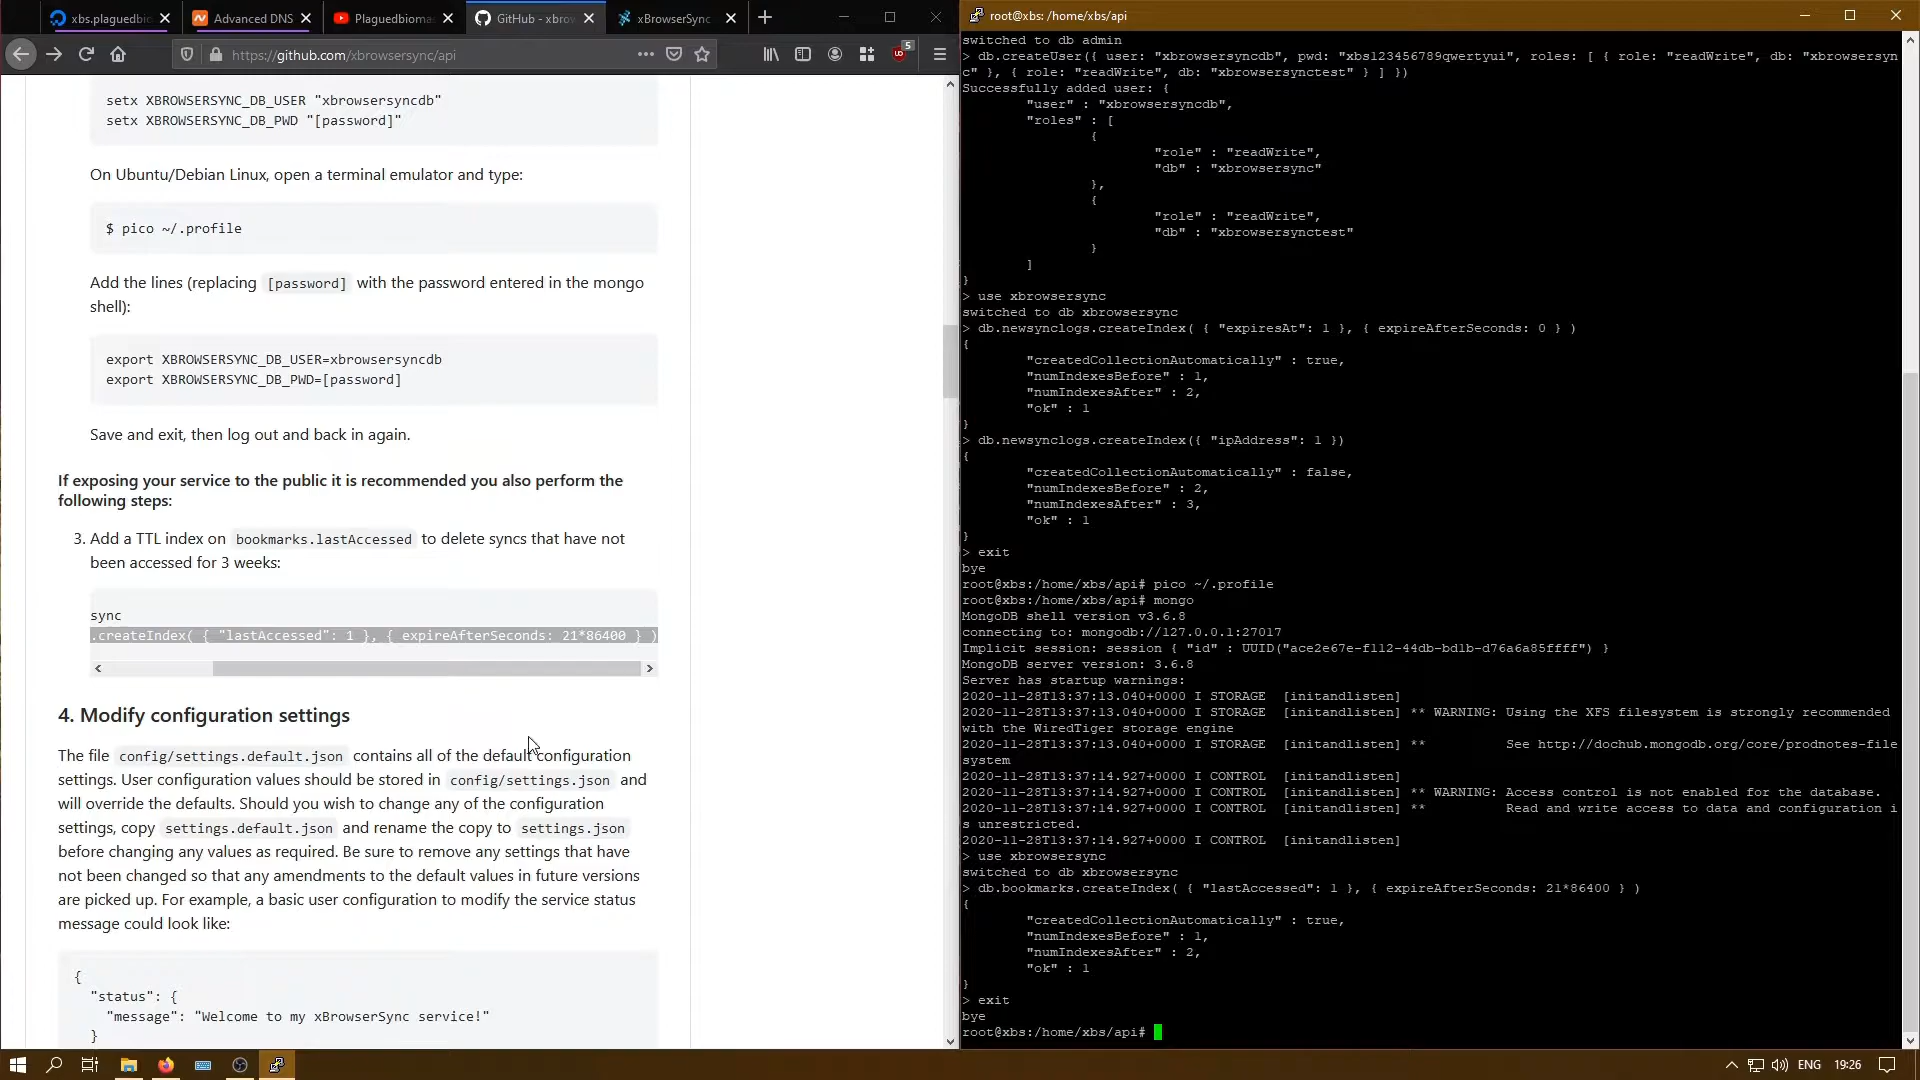 xbs.plaguedbio
Advanced DNS
Plaguedbiomas
GitHub - xbrow
xBrowserSync
https://github.com/xbrowsersync/api
5
setx XBROWSERSYNC_DB_USER "xbrowsersyncdb"
setx XBROWSERSYNC_DB_PWD "[password]"
On Ubuntu/Debian Linux, open a terminal emulator and type:
$ pico ~/.profile
Add the lines (replacing [password] with the password entered in the mongo
shell):
export XBROWSERSYNC_DB_USER=xbrowsersyncdb
export XBROWSERSYNC_DB_PWD=[password]
Save and exit, then log out and back in again.
If exposing your service to the public it is recommended you also perform the
following steps:
3. Add a TTL index on bookmarks.lastAccessed to delete syncs that have not
been accessed for 3 weeks:
sync
.createIndex( { "lastAccessed": 1 }, { expireAfterSeconds: 21*86400 } )
4. Modify configuration settings
The file config/settings.default.json contains all of the default configuration
settings. User configuration values should be stored in config/settings.json and
will override the defaults. Should you wish to change any of the configuration
settings, copy settings.default.json and rename the copy to settings.json
before changing any values as required. Be sure to remove any settings that have
not been changed so that any amendments to the default values in future versions
are picked up. For example, a basic user configuration to modify the service status
message could look like:
{
"status": {
"message": "Welcome to my xBrowserSync service!"
}
root@xbs: /home/xbs/api
switched to db admin
> db.createUser({ user: "xbrowsersyncdb", pwd: "xbs123456789qwertyui", roles: [ { role: "readWrite", db: "xbrowsersyn
c" }, { role: "readWrite", db: "xbrowsersynctest" } ] })
Successfully added user: {
"user" : "xbrowsersyncdb",
"roles" : [
{
"role" : "readWrite",
"db" : "xbrowsersync"
},
{
"role" : "readWrite",
"db" : "xbrowsersynctest"
}
]
}
> use xbrowsersync
switched to db xbrowsersync
> db.newsynclogs.createIndex( { "expiresAt": 1 }, { expireAfterSeconds: 0 } )
{
"createdCollectionAutomatically" : true,
"numIndexesBefore" : 1,
"numIndexesAfter" : 2,
"ok" : 1
}
> db.newsynclogs.createIndex({ "ipAddress": 1 })
{
"createdCollectionAutomatically" : false,
"numIndexesBefore" : 2,
"numIndexesAfter" : 3,
"ok" : 1
}
> exit
bye
root@xbs:/home/xbs/api# pico ~/.profile
root@xbs:/home/xbs/api# mongo
MongoDB shell version v3.6.8
connecting to: mongodb://127.0.0.1:27017
Implicit session: session { "id" : UUID("ace2e67e-f112-44db-bd1b-d76a6a85ffff") }
MongoDB server version: 3.6.8
Server has startup warnings:
2020-11-28T13:37:13.040+0000 I STORAGE  [initandlisten]
2020-11-28T13:37:13.040+0000 I STORAGE  [initandlisten] ** WARNING: Using the XFS filesystem is strongly recommended
with the WiredTiger storage engine
2020-11-28T13:37:13.040+0000 I STORAGE  [initandlisten] **          See http://dochub.mongodb.org/core/prodnotes-file
system
2020-11-28T13:37:14.927+0000 I CONTROL  [initandlisten]
2020-11-28T13:37:14.927+0000 I CONTROL  [initandlisten] ** WARNING: Access control is not enabled for the database.
2020-11-28T13:37:14.927+0000 I CONTROL  [initandlisten] **          Read and write access to data and configuration i
s unrestricted.
2020-11-28T13:37:14.927+0000 I CONTROL  [initandlisten]
> use xbrowsersync
switched to db xbrowsersync
> db.bookmarks.createIndex( { "lastAccessed": 1 }, { expireAfterSeconds: 21*86400 } )
{
"createdCollectionAutomatically" : true,
"numIndexesBefore" : 1,
"numIndexesAfter" : 2,
"ok" : 1
}
> exit
bye
root@xbs:/home/xbs/api#
ENG
19:26